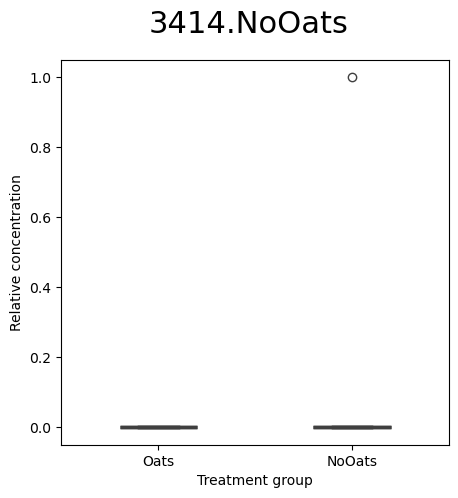 3414.NoOats
1.0
0.8
0.6
0.4
0.2
0.0
Relative concentration
Oats
NoOats
Treatment group